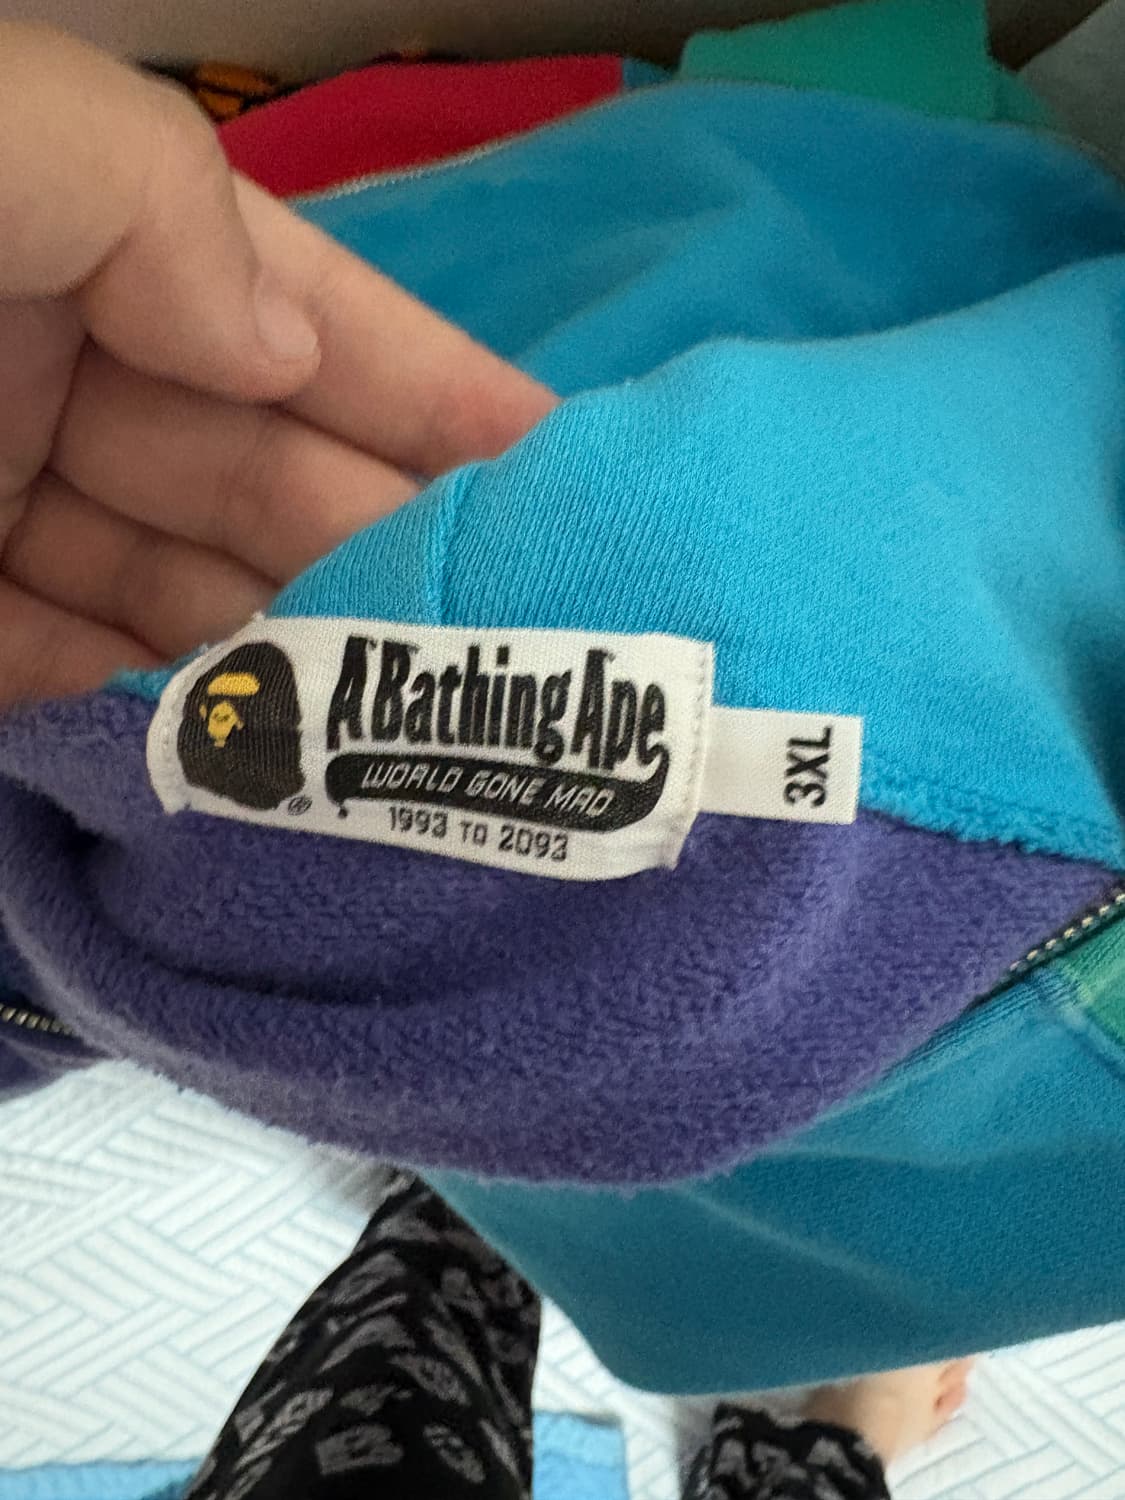 A Bathing Ape
WORLD GONE MAD
1993 TO 2093
3XL